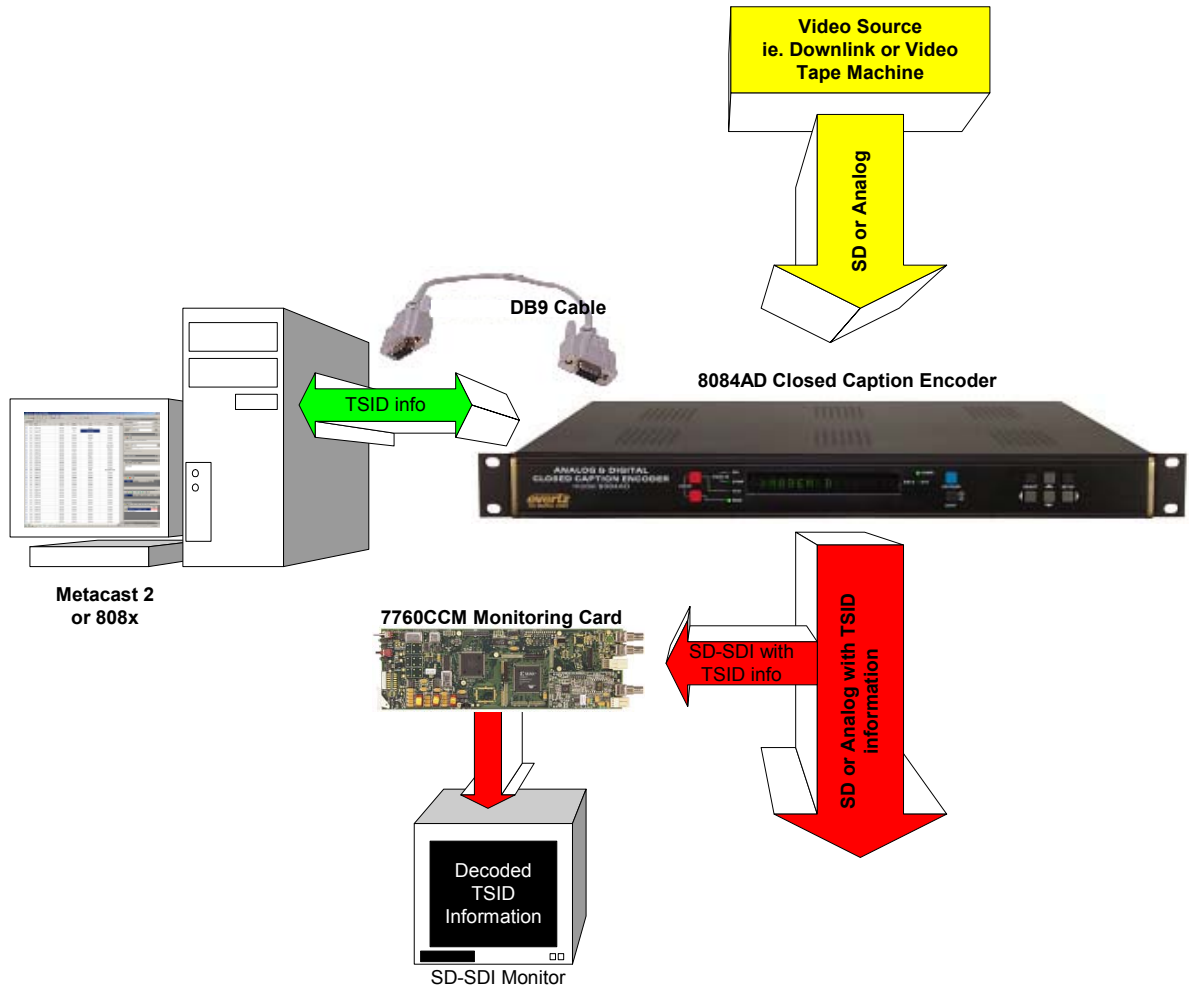 Video Source
ie. Downlink or Video
Tape Machine
SD or Analog
DB9 Cable
TSID info
8084AD Closed Caption Encoder
ANALOG & DIGITAL
CLOSED CAPTION ENCODER
evertz
Metacast 2
or 808x
7760CCM Monitoring Card
SD-SDI with
TSID info
SD or Analog with TSID
information
Decoded
TSID
Information
SD-SDI Monitor